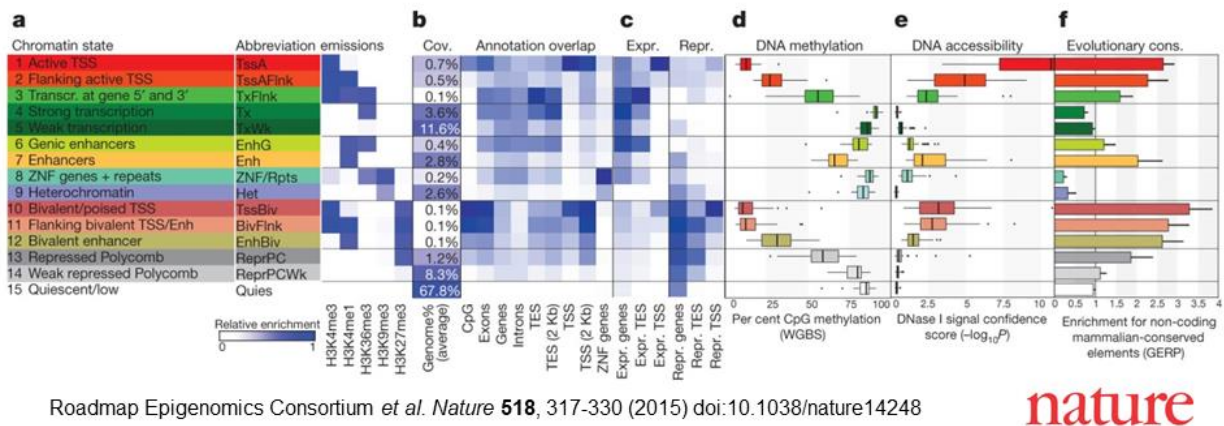 a b c d e f
Chromatin state Abbreviation emissions Cov. Annotation overlap Expr. Repr. DNA methylation DNA accessibility Evolutionary cons.
1 Active TSS TssA 0.7%
2 Flanking active TSS TssAFlnk 0.5%
3 Transcr. at gene 5′ and 3′ TxFlnk 0.1%
4 Strong transcription Tx 3.6%
5 Weak transcription TxWk 11.6%
6 Genic enhancers EnhG 0.4%
7 Enhancers Enh 2.8%
8 ZNF genes + repeats ZNF/Rpts 0.2%
9 Heterochromatin Het 2.6%
10 Bivalent/poised TSS TssBiv 0.1%
11 Flanking bivalent TSS/Enh BivFlnk 0.1%
12 Bivalent enhancer EnhBiv 0.1%
13 Repressed Polycomb ReprPC 1.2%
14 Weak repressed Polycomb ReprPCWk 8.3%
15 Quiescent/low Quies 67.8%
Relative enrichment
0 1
H3K4me3
H3K4me1
H3K36me3
H3K9me3
H3K27me3
Genome%
(average)
CpG
Exons
Genes
Introns
TES
TES (2 Kb)
TSS
TSS (2 Kb)
ZNF genes
Expr. genes
Expr. TES
Expr. TSS
Repr. genes
Repr. TES
Repr. TSS
0 25 50 75 100
Per cent CpG methylation
(WGBS)
0 2.5 5 7.5 10
DNase I signal confidence
score (–log10P)
0 0.5 1 1.5 2 2.5 3 3.5 4
Enrichment for non-coding
mammalian-conserved
elements (GERP)
Roadmap Epigenomics Consortium et al. Nature 518, 317-330 (2015) doi:10.1038/nature14248
nature